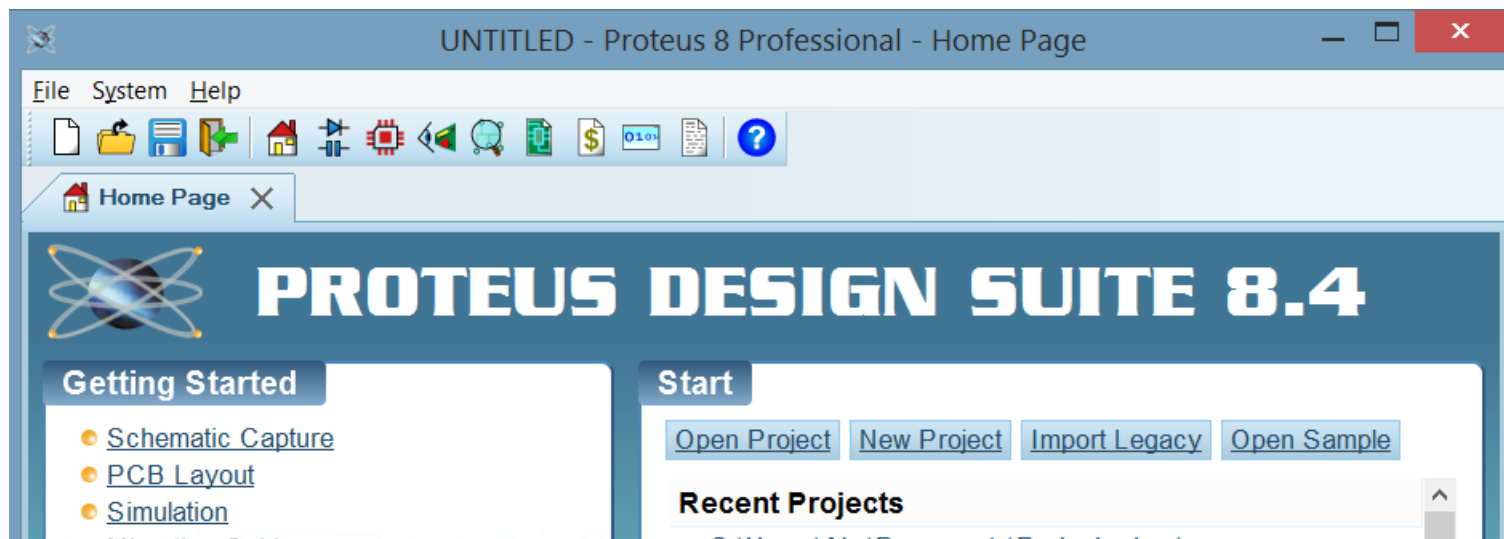 UNTITLED - Proteus 8 Professional - Home Page
File System Help
Home Page
PROTEUS DESIGN SUITE 8.4
Getting Started
Schematic Capture
PCB Layout
Simulation
Start
Open Project New Project Import Legacy Open Sample
Recent Projects